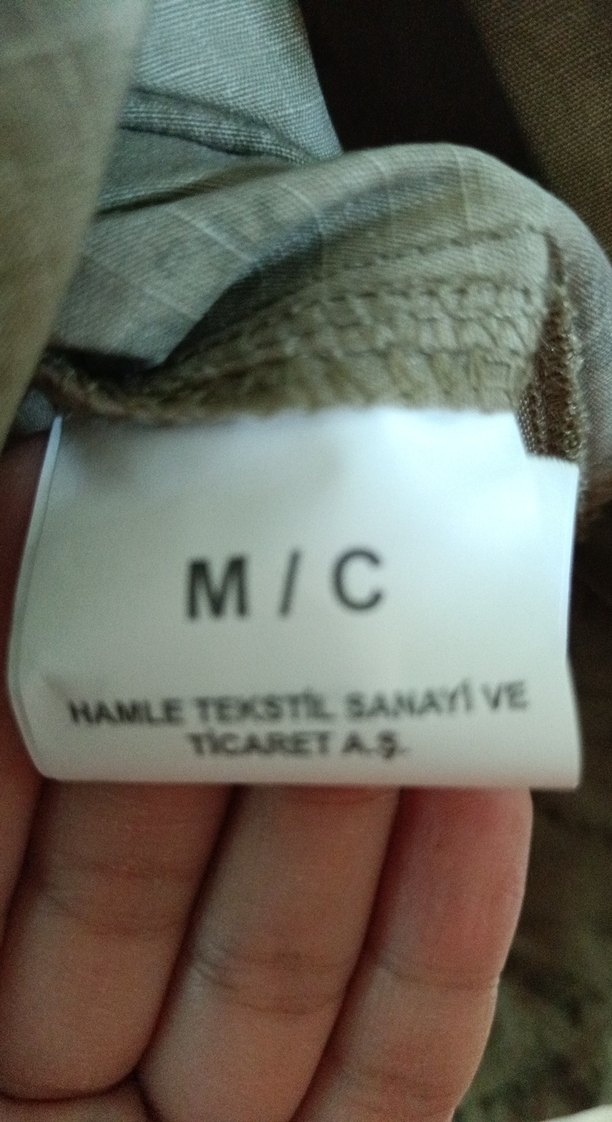 M / C
HAMLE TEKSTİL SANAYİ VE
TİCARET A.Ş.